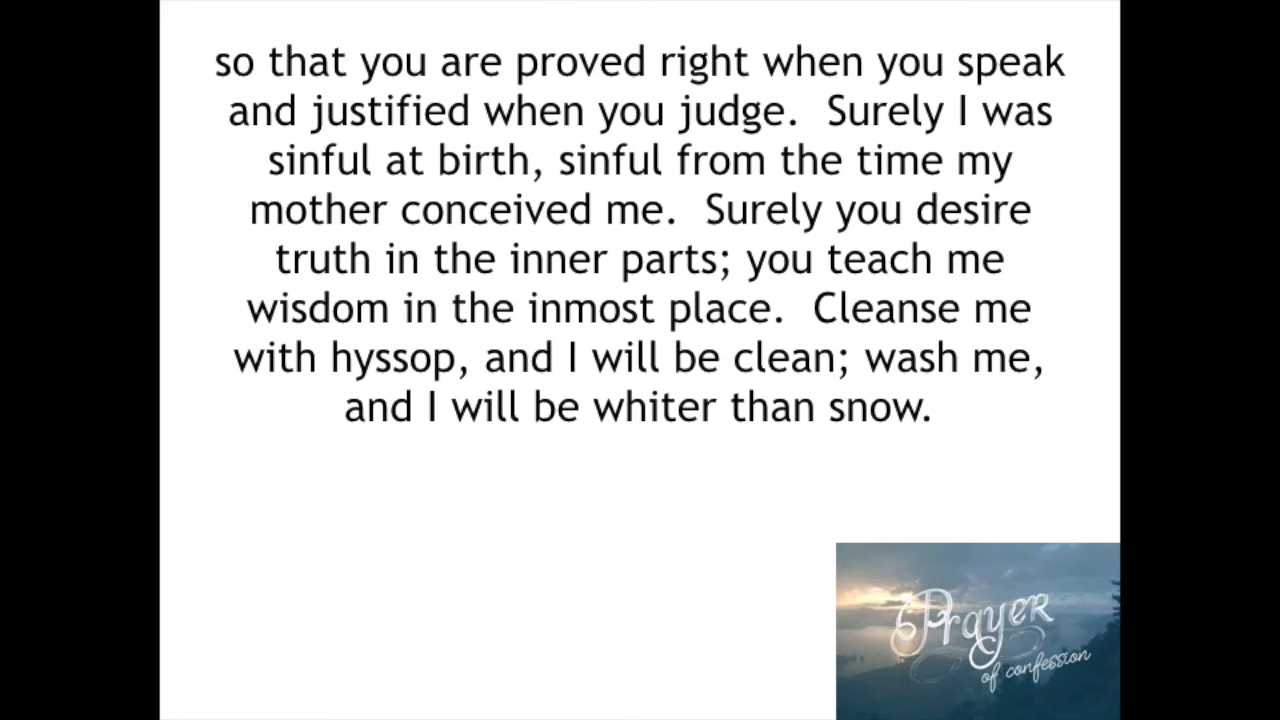 so that you are proved right when you speak
and justified when you judge.  Surely I was
sinful at birth, sinful from the time my
mother conceived me.  Surely you desire
truth in the inner parts; you teach me
wisdom in the inmost place.  Cleanse me
with hyssop, and I will be clean; wash me,
and I will be whiter than snow.
Prayer
of confession